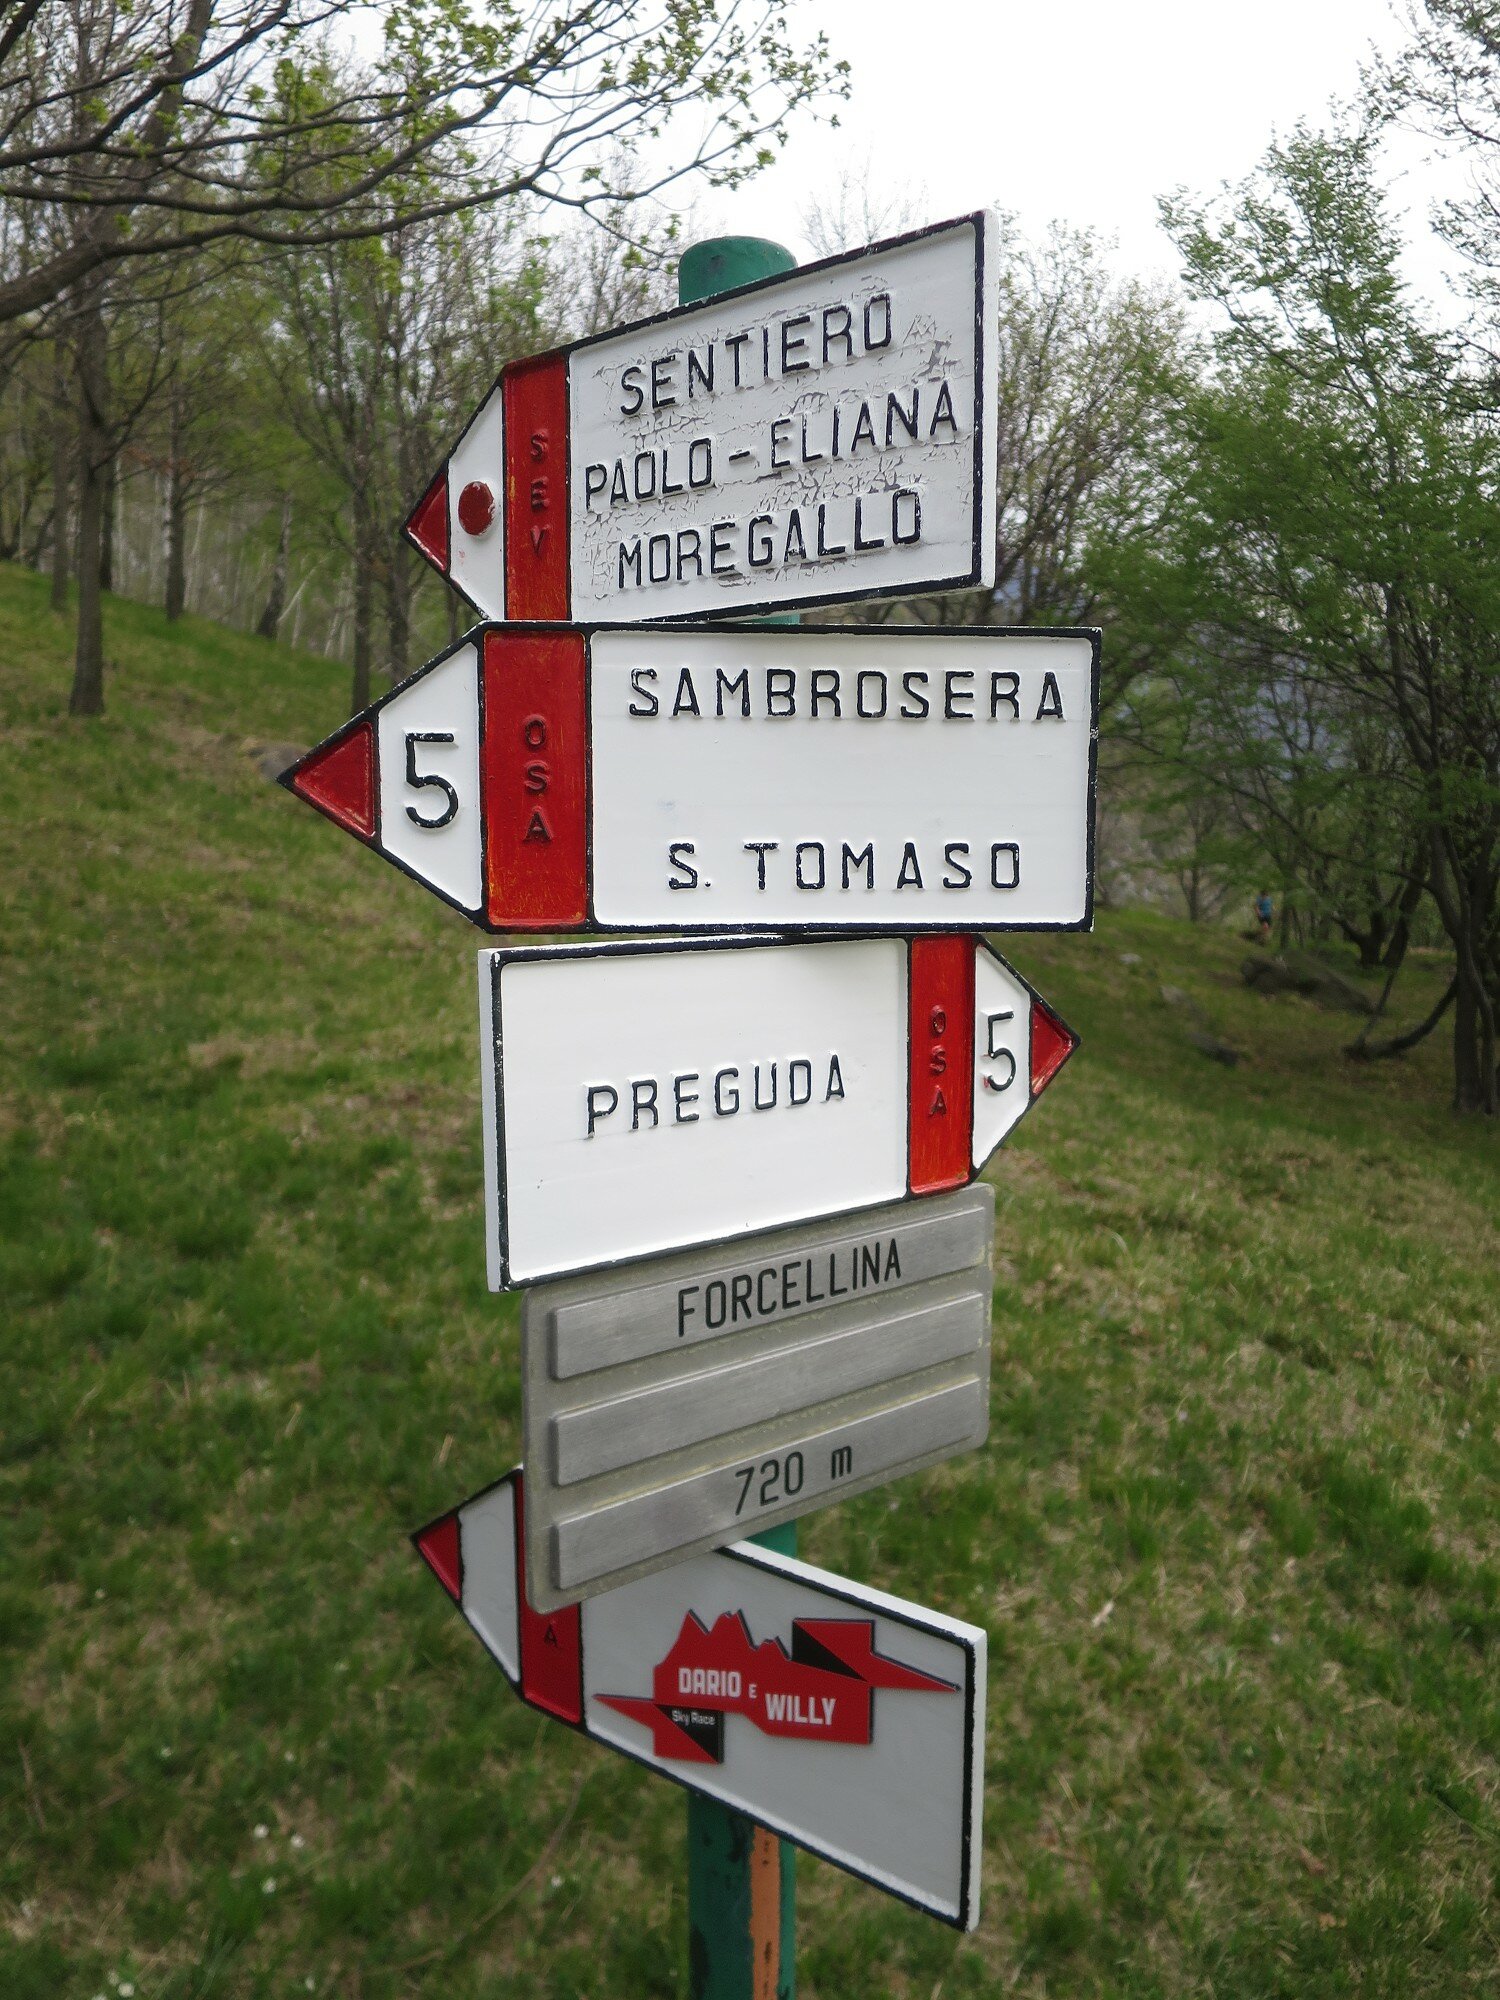 SENTIERO
PAOLO - ELIANA
MOREGALLO
SEV
5
OSA
SAMBROSERA
S. TOMASO
PREGUDA
OSA
5
FORCELLINA
720 m
A
DARIO E
WILLY
Sky Race